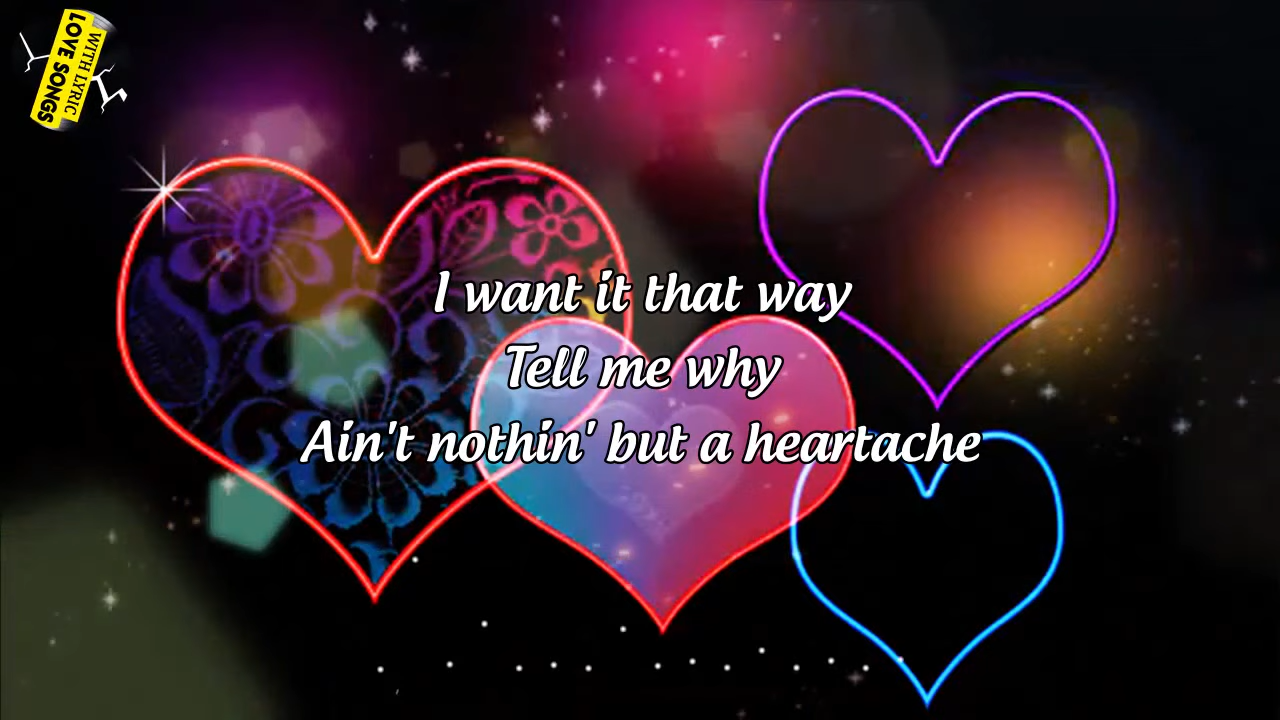 WITH LYRIC
LOVE SONGS
I want it that way
Tell me why
Ain't nothin' but a heartache